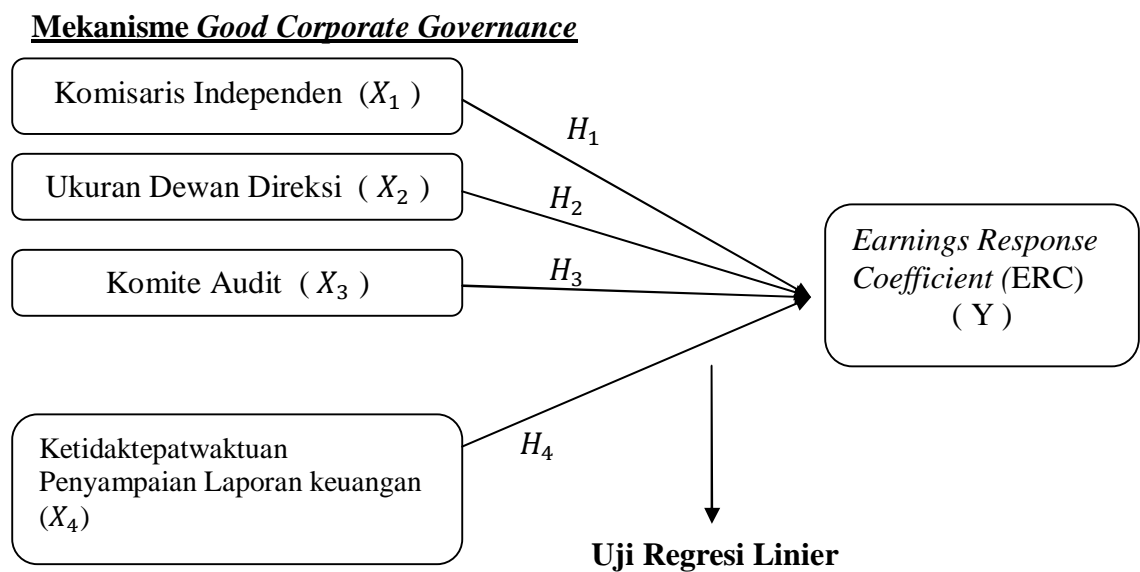 Mekanisme Good Corporate Governance
Komisaris Independen (X₁ )
H₁
Ukuran Dewan Direksi ( X₂ )
H₂
Komite Audit ( X₃ )
H₃
Earnings Response
Coefficient (ERC)
( Y )
Ketidaktepatwaktuan
Penyampaian Laporan keuangan
(X₄)
H₄
Uji Regresi Linier